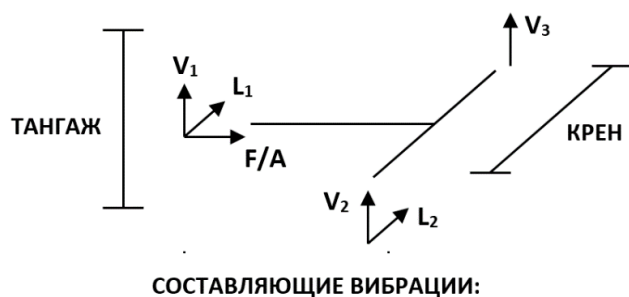 V₃
V₁
L₁
ТАНГАЖ
КРЕН
F/A
V₂
L₂
СОСТАВЛЯЮЩИЕ ВИБРАЦИИ: